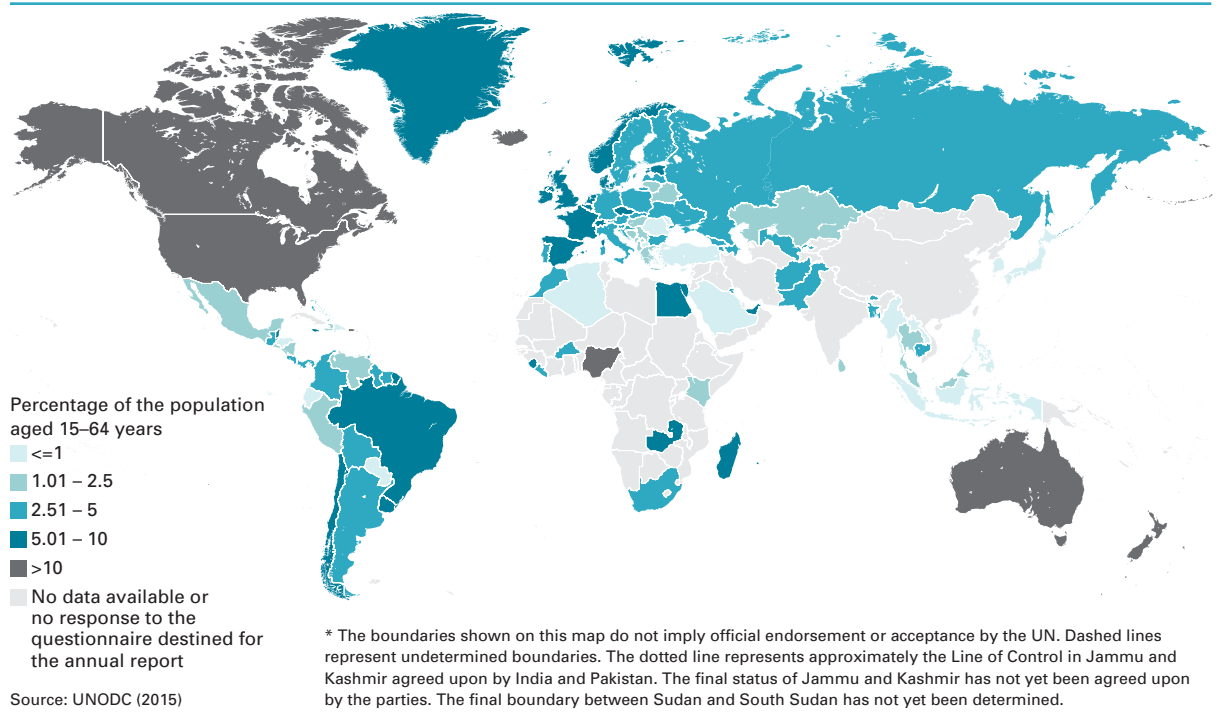 Percentage of the population
aged 15–64 years
<=1
1.01 – 2.5
2.51 – 5
5.01 – 10
>10
No data available or
no response to the
questionnaire destined for
the annual report
Source: UNODC (2015)
* The boundaries shown on this map do not imply official endorsement or acceptance by the UN. Dashed lines
represent undetermined boundaries. The dotted line represents approximately the Line of Control in Jammu and
Kashmir agreed upon by India and Pakistan. The final status of Jammu and Kashmir has not yet been agreed upon
by the parties. The final boundary between Sudan and South Sudan has not yet been determined.